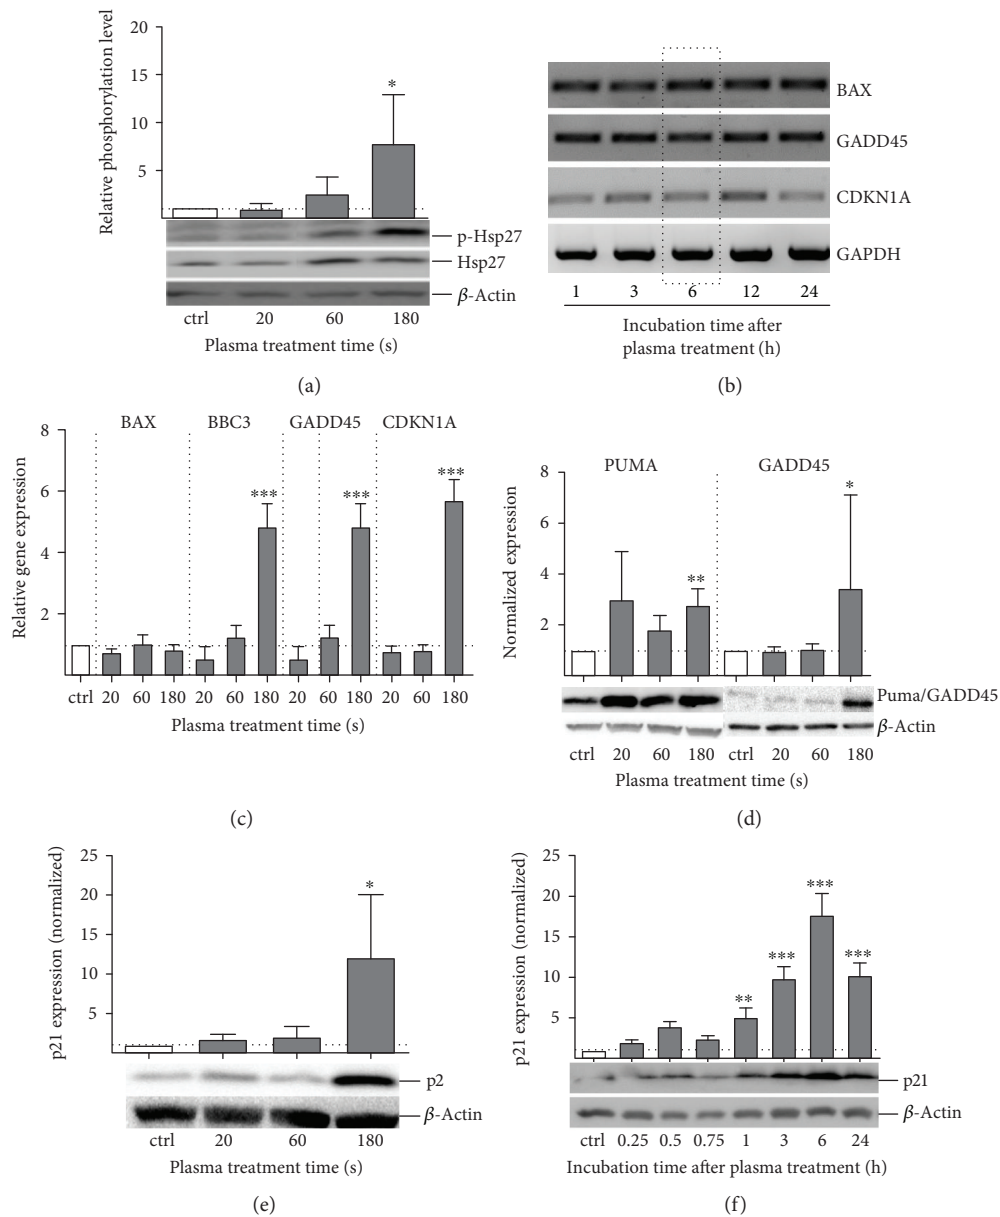 Relative phosphorylation level
20
15
10
5
*
p-Hsp27
Hsp27
β-Actin
ctrl 20 60 180
Plasma treatment time (s)
(a)
BAX
GADD45
CDKN1A
GAPDH
1 3 6 12 24
Incubation time after
plasma treatment (h)
(b)
Relative gene expression
8
6
4
2
BAX BBC3 GADD45 CDKN1A
*** *** ***
ctrl 20 60 180 20 60 180 20 60 180 20 60 180
Plasma treatment time (s)
(c)
Normalized expression
8
6
4
2
PUMA GADD45
** *
Puma/GADD45
β-Actin
ctrl 20 60 180 ctrl 20 60 180
Plasma treatment time (s)
(d)
p21 expression (normalized)
25
20
15
10
5
*
p2
β-Actin
ctrl 20 60 180
Plasma treatment time (s)
(e)
p21 expression (normalized)
25
20
15
10
5
** *** *** ***
p21
β-Actin
ctrl 0.25 0.5 0.75 1 3 6 24
Incubation time after plasma treatment (h)
(f)